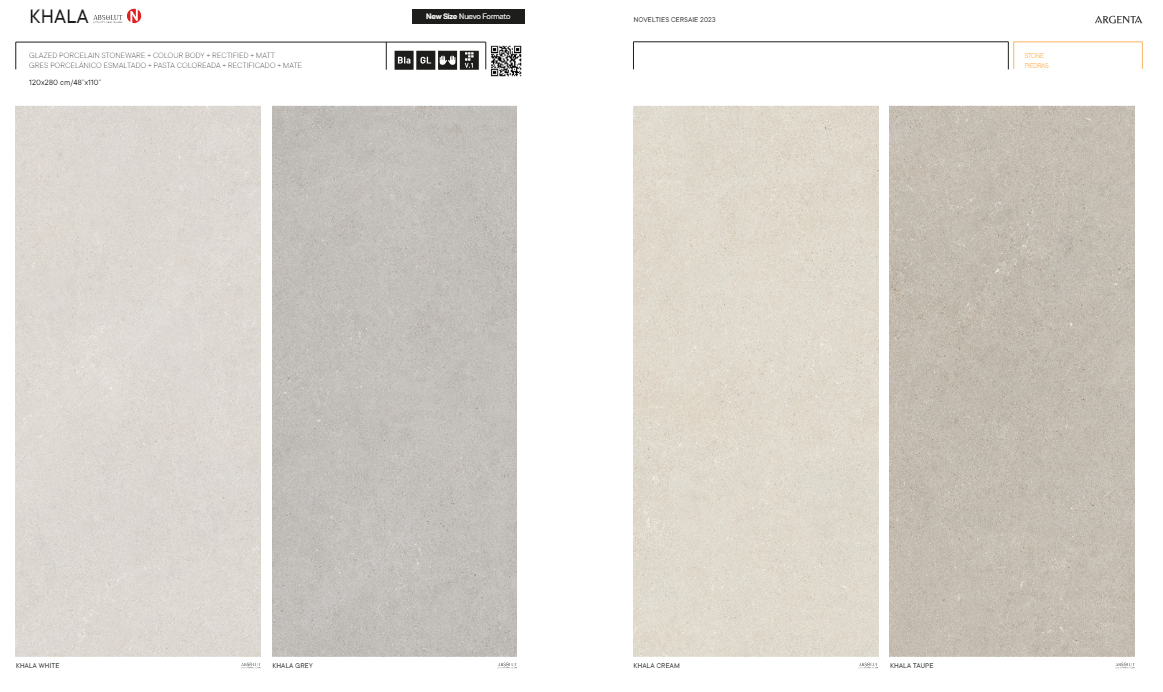 KHALA ABSOLUT N
New Size Nuevo Formato
GLAZED PORCELAIN STONEWARE + COLOUR BODY + RECTIFIED + MATT
GRES PORCELÁNICO ESMALTADO + PASTA COLOREADA + RECTIFICADO + MATE
BIa GL V.1
120x280 cm/48"x110"
NOVELTIES CERSAIE 2023
ARGENTA
STONE
PIEDRAS
KHALA WHITE ABSOLUT
KHALA GREY ABSOLUT
KHALA CREAM ABSOLUT
KHALA TAUPE ABSOLUT